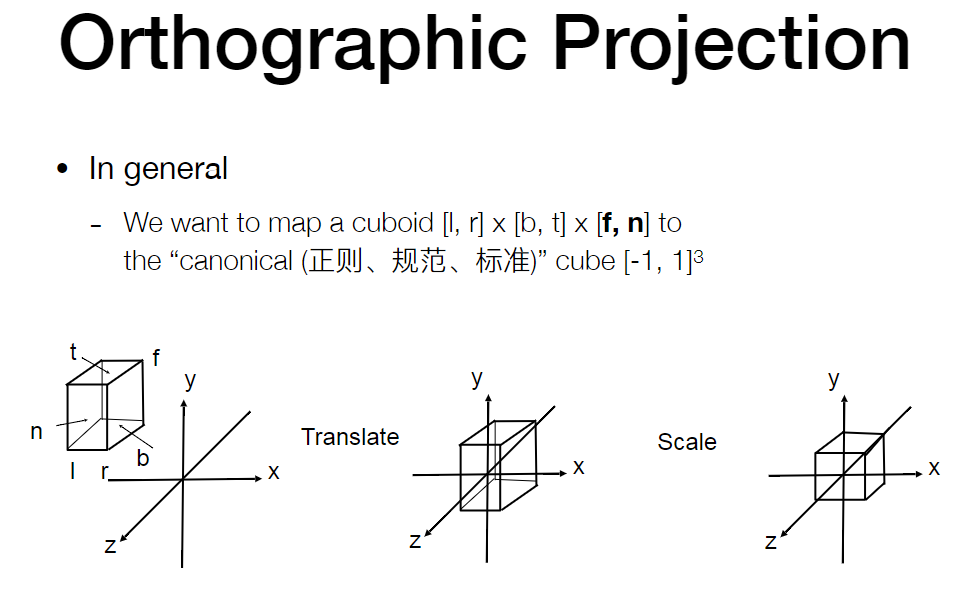 Orthographic Projection
• In general
- We want to map a cuboid [l, r] x [b, t] x [f, n] to
the “canonical (正则、规范、标准)” cube [-1, 1]³
t
f
n
l
r
b
y
x
z
Translate
y
x
z
Scale
y
x
z